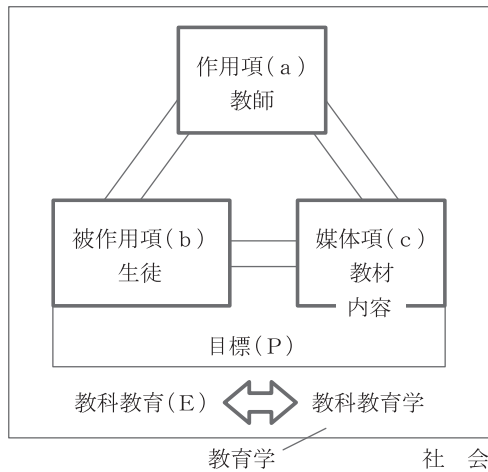 作用項(a)
教師
被作用項(b)
生徒
媒体項(c)
教材
内容
目標(P)
教科教育(E)
教科教育学
教育学
社 会